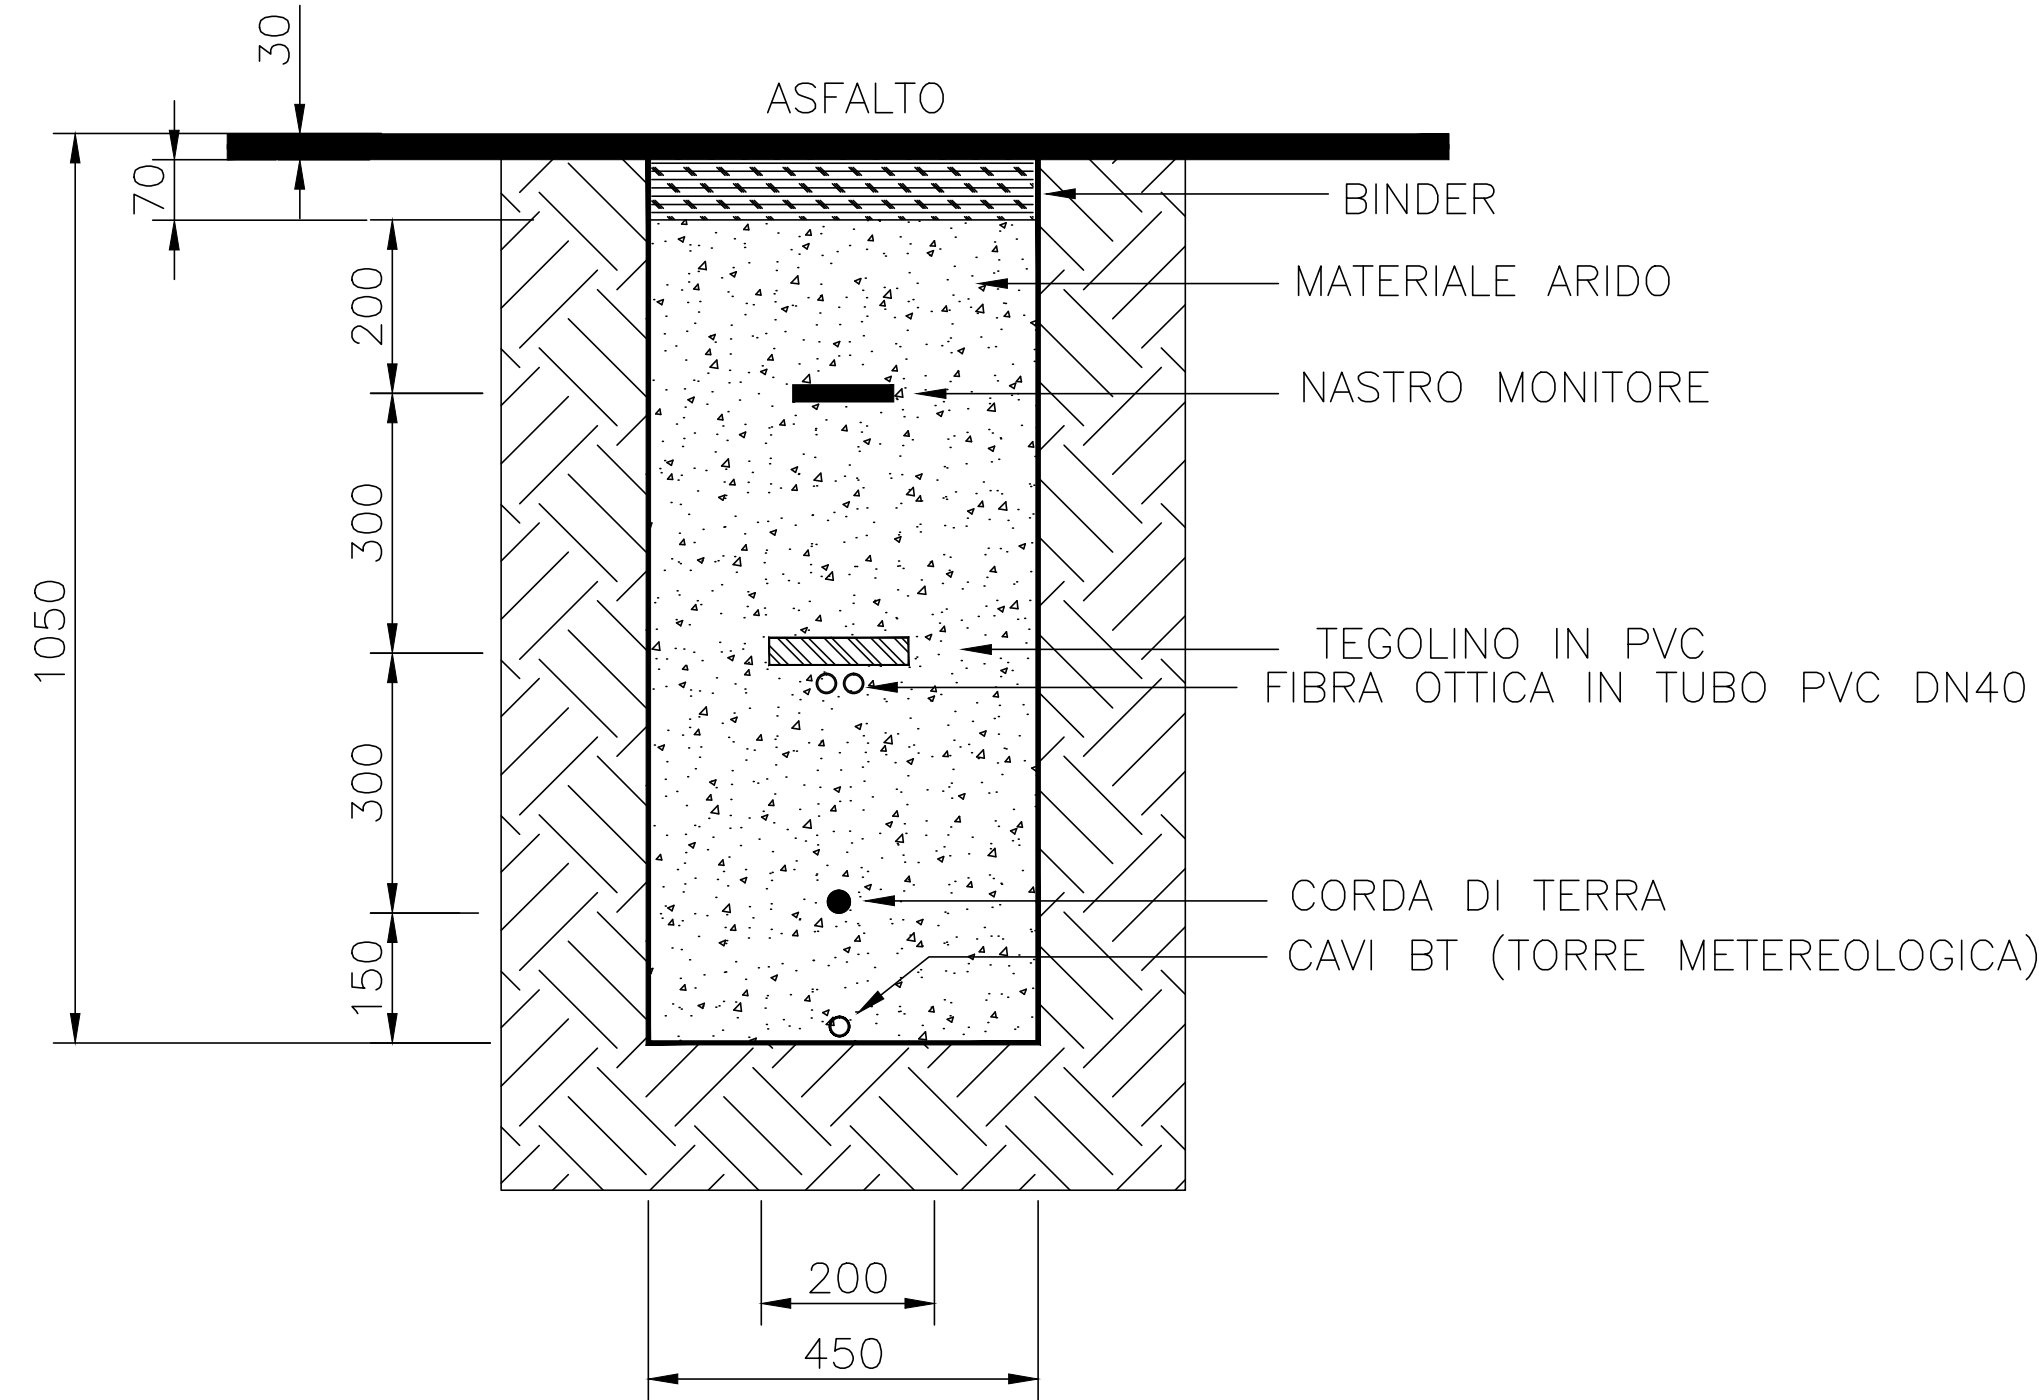 30
ASFALTO
70
BINDER
200
MATERIALE ARIDO
NASTRO MONITORE
300
1050
TEGOLINO IN PVC
FIBRA OTTICA IN TUBO PVC DN40
300
CORDA DI TERRA
150
CAVI BT (TORRE METEREOLOGICA)
200
450